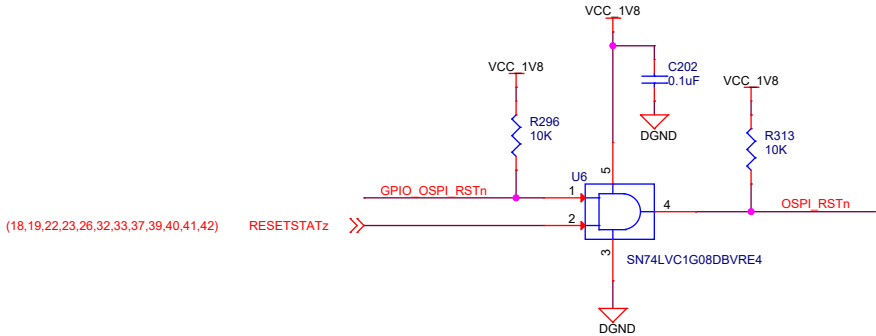 VCC_1V8
VCC_1V8
C202
0.1uF
VCC_1V8
DGND
R296
10K
R313
10K
U6
5
GPIO_OSPI_RSTn
1
4
OSPI_RSTn
(18,19,22,23,26,32,33,37,39,40,41,42)
RESETSTATz
2
3
SN74LVC1G08DBVRE4
DGND